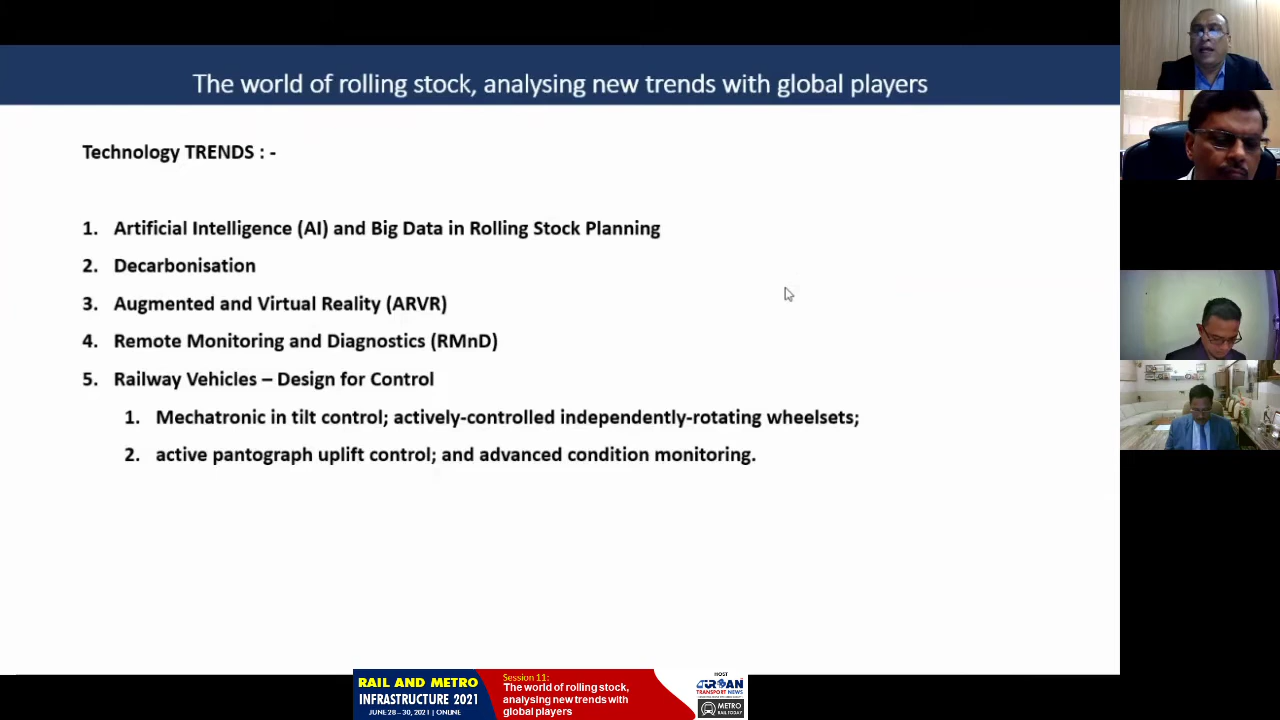 The world of rolling stock, analysing new trends with global players
Technology TRENDS : -
1. Artificial Intelligence (AI) and Big Data in Rolling Stock Planning
2. Decarbonisation
3. Augmented and Virtual Reality (ARVR)
4. Remote Monitoring and Diagnostics (RMnD)
5. Railway Vehicles – Design for Control
1. Mechatronic in tilt control; actively-controlled independently-rotating wheelsets;
2. active pantograph uplift control; and advanced condition monitoring.
RAIL AND METRO
INFRASTRUCTURE 2021
JUNE 28 - 30, 2021 | ONLINE
Session 11:
The world of rolling stock,
analysing new trends with
global players
HOST
URBAN
TRANSPORT NEWS
METRO
RAIL TODAY